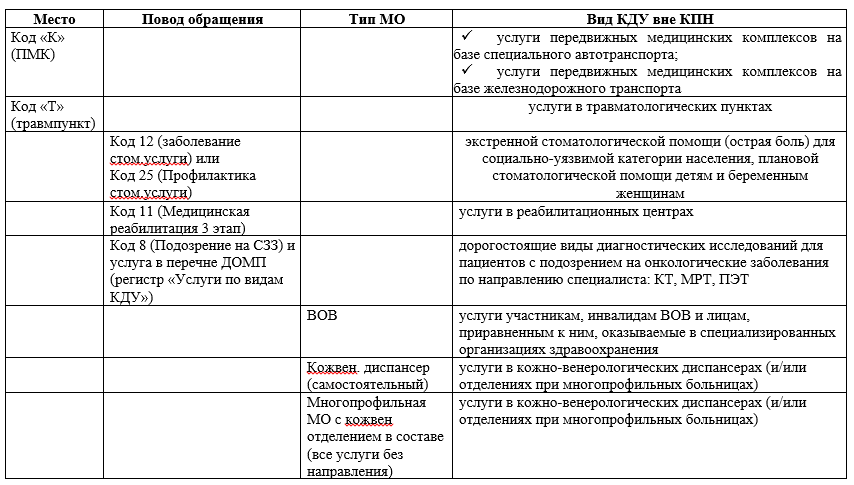 Место Повод обращения Тип МО Вид КДУ вне КПН
Код «К»
(ПМК)
✓ услуги передвижных медицинских комплексов на
базе специального автотранспорта;
✓ услуги передвижных медицинских комплексов на
базе железнодорожного транспорта
Код «Т»
(травмпункт)
услуги в травматологических пунктах
Код 12 (заболевание
стом.услуги) или
Код 25 (Профилактика
стом.услуги)
экстренной стоматологической помощи (острая боль) для
социально-уязвимой категории населения, плановой
стоматологической помощи детям и беременным
женщинам
Код 11 (Медицинская
реабилитация 3 этап)
услуги в реабилитационных центрах
Код 8 (Подозрение на СЗЗ) и
услуга в перечне ДОМП
(регистр «Услуги по видам
КДУ»)
дорогостоящие виды диагностических исследований для
пациентов с подозрением на онкологические заболевания
по направлению специалиста: КТ, МРТ, ПЭТ
ВОВ
услуги участникам, инвалидам ВОВ и лицам,
приравненным к ним, оказываемые в специализированных
организациях здравоохранения
Кожвен. диспансер
(самостоятельный)
услуги в кожно-венерологических диспансерах (и/или
отделениях при многопрофильных больницах)
Многопрофильная
МО с кожвен
отделением в составе
(все услуги без
направления)
услуги в кожно-венерологических диспансерах (и/или
отделениях при многопрофильных больницах)